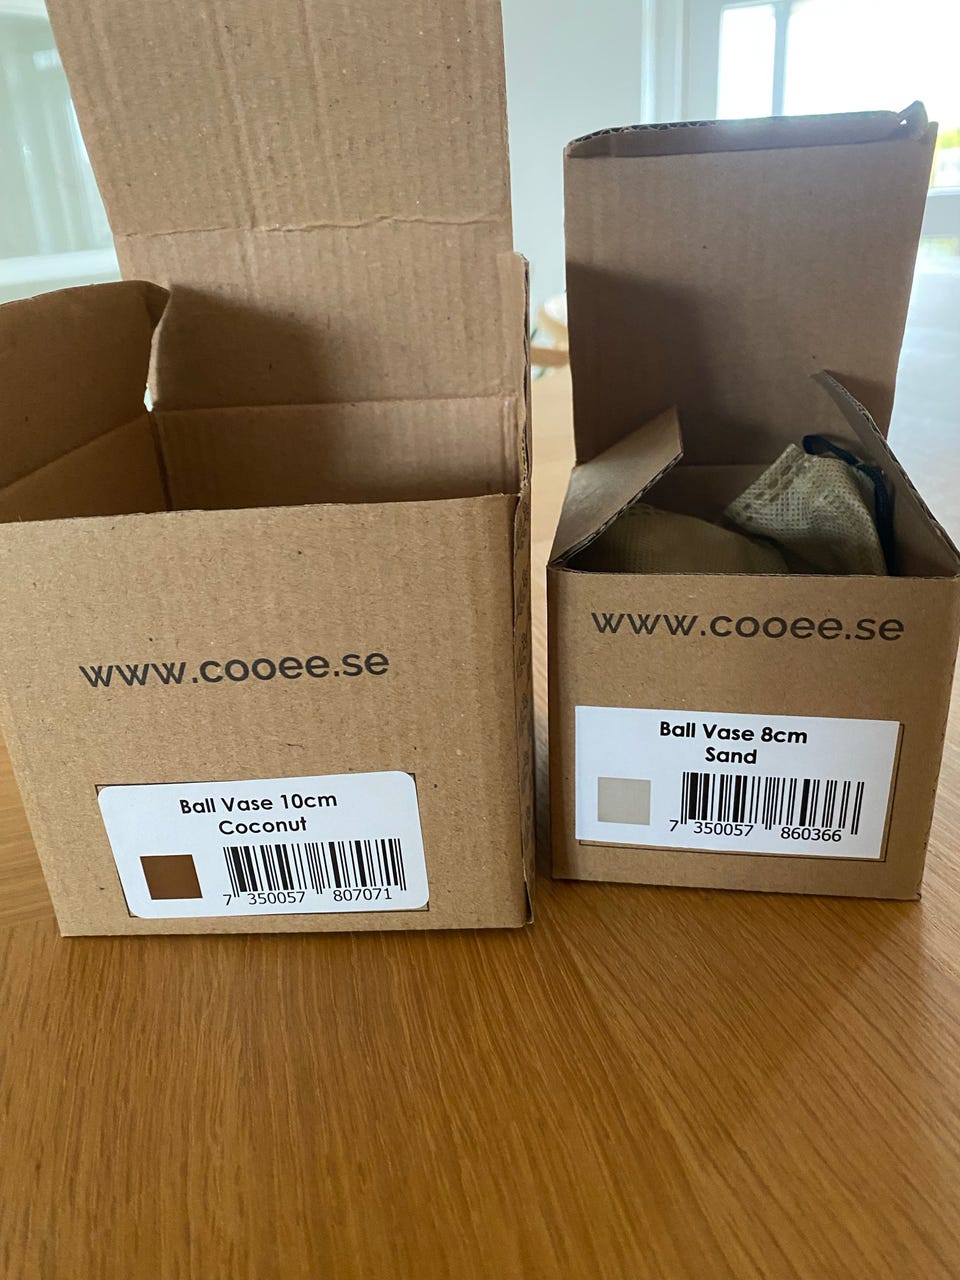 www.cooee.se
Ball Vase 10cm
Coconut
7 350057 807071
www.cooee.se
Ball Vase 8cm
Sand
7 350057 860366